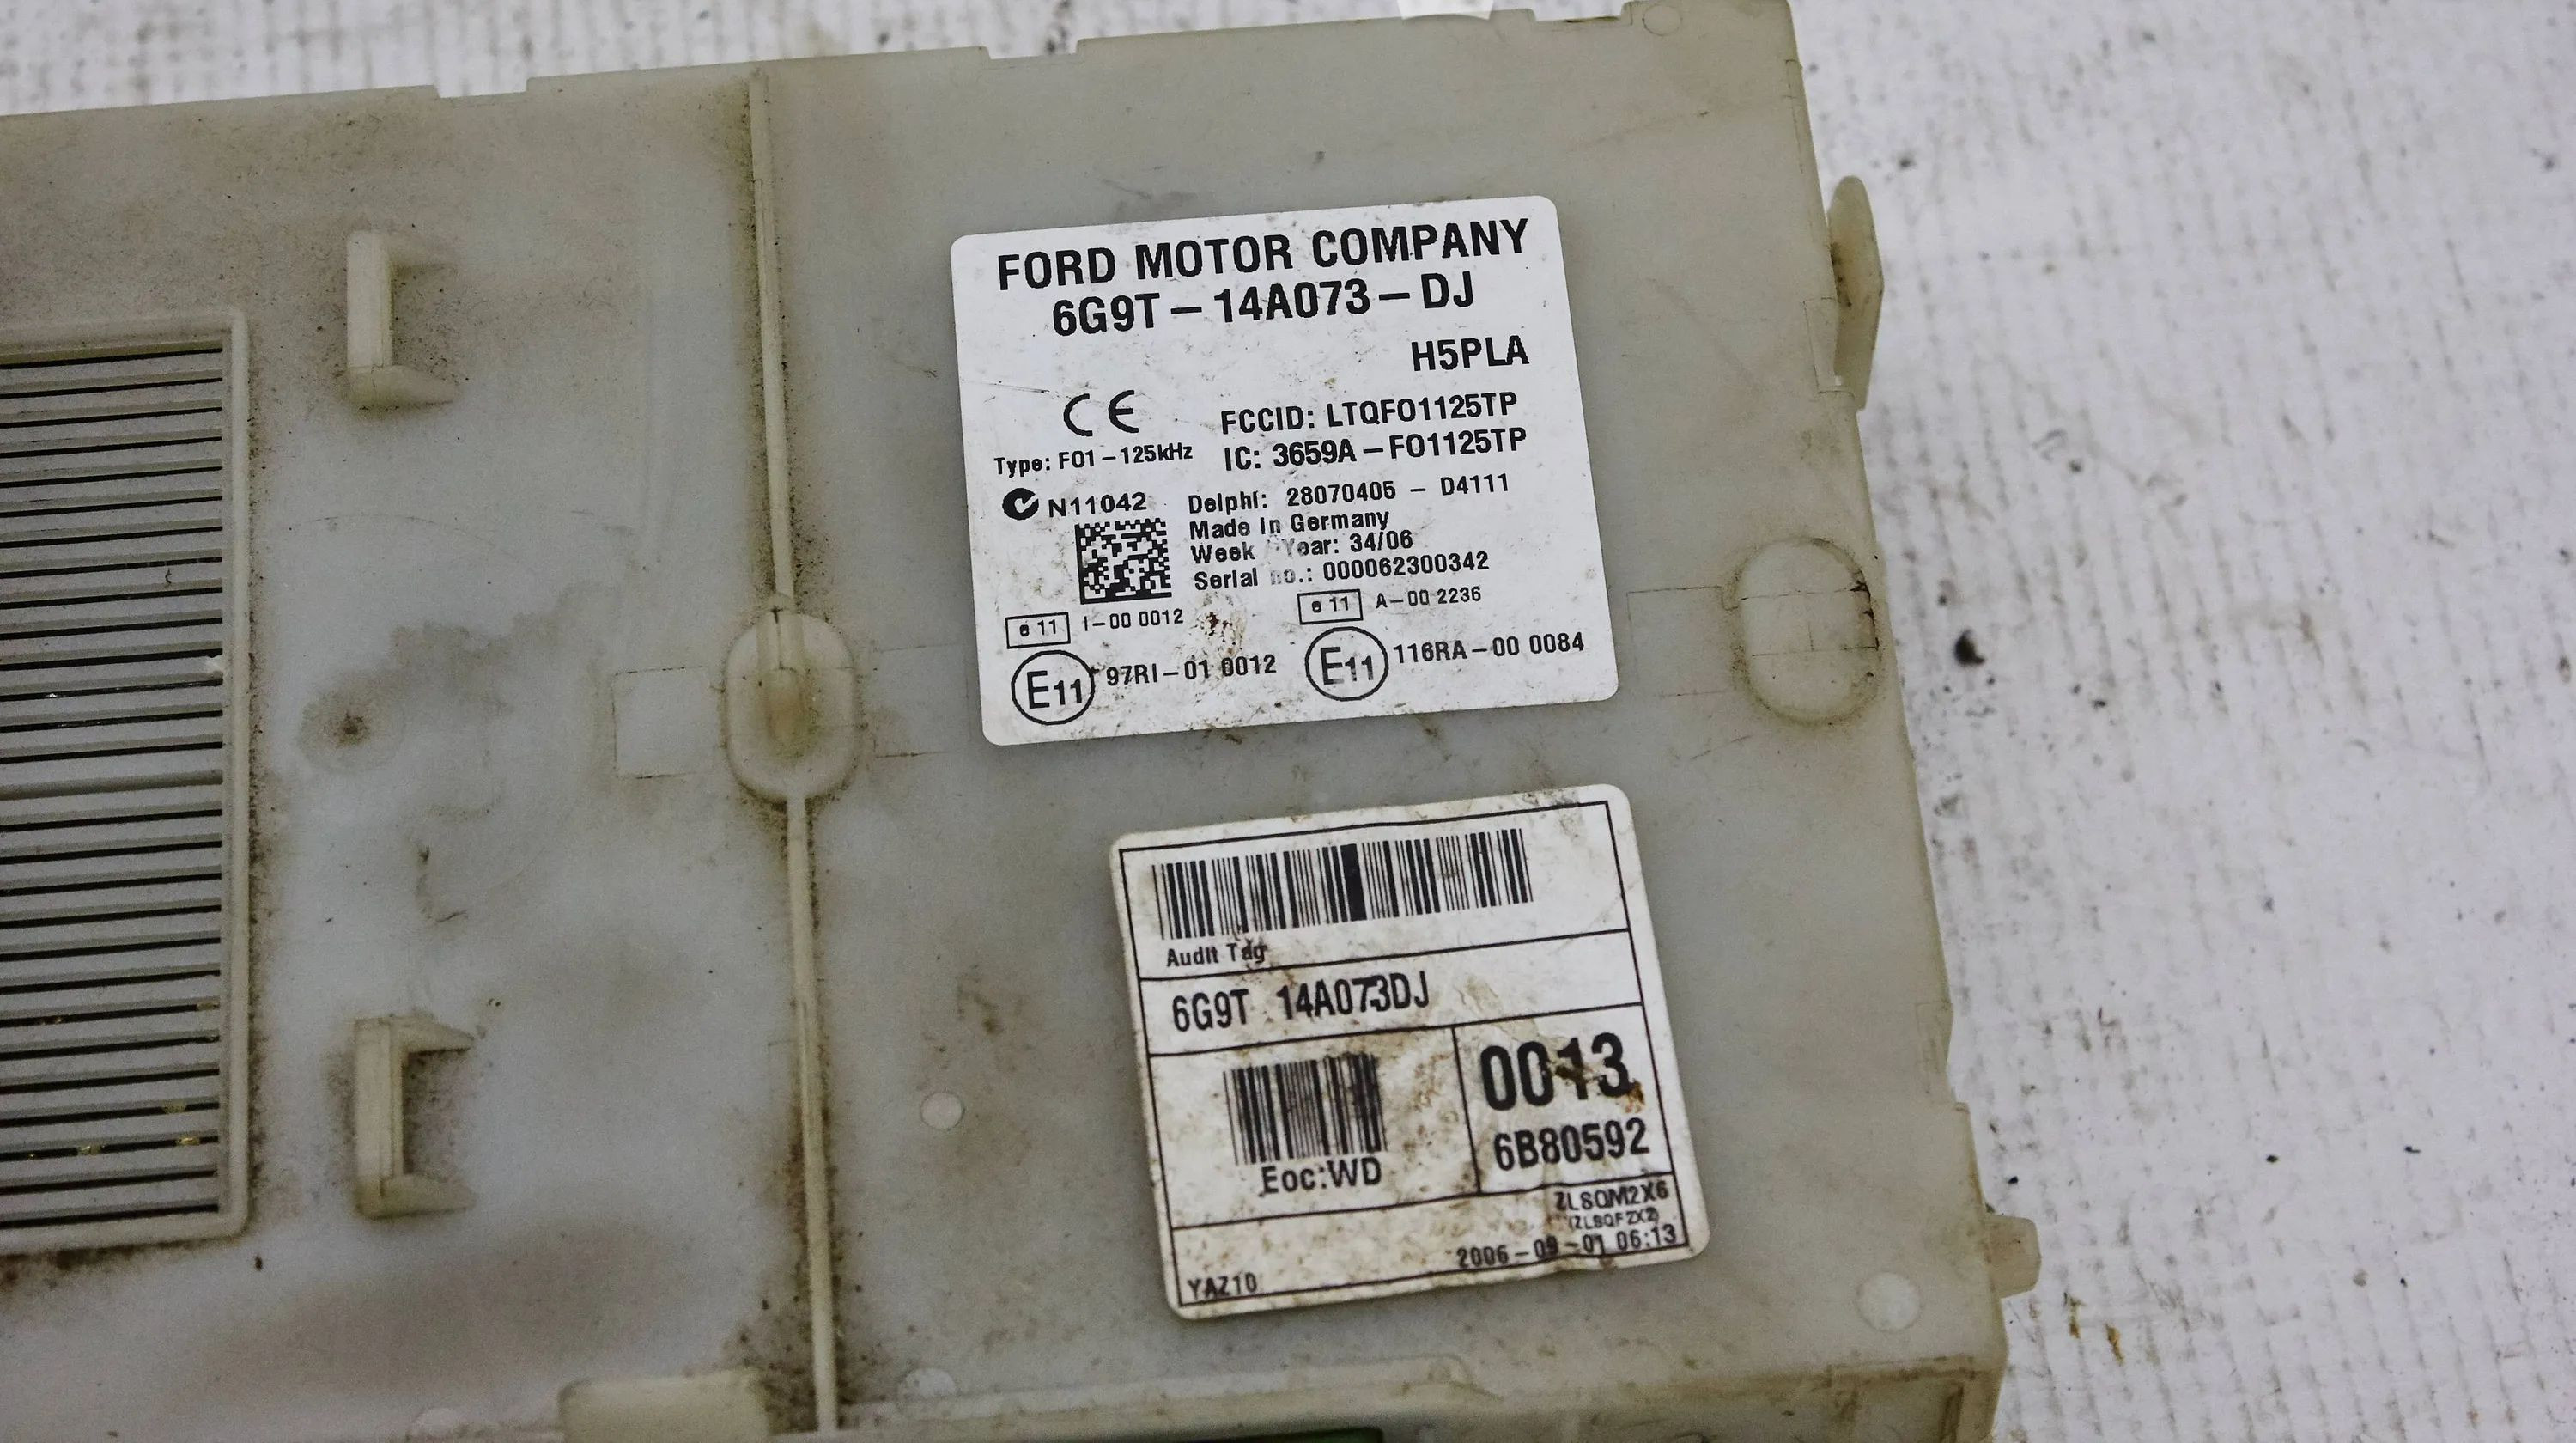 FORD MOTOR COMPANY
6G9T – 14A073 – DJ
H5PLA
CE
FCCID: LTQFO1125TP
Type: FO1 – 125kHz
IC: 3659A – FO1125TP
N11042
Delphi: 28070405 – D4111
Made in Germany
Week Year: 34/06
Serial no.: 000062300342
e 11 I–00 0012
e 11 A–00 2236
E11 97RI–01 0012
E11 116RA–00 0084
Audit Tag
6G9T 14A073DJ
0013
6B80592
Eoc:WD
ZLSQM2X6
(ZLSQFZX2)
2006–09–01 06:13
YAZ10